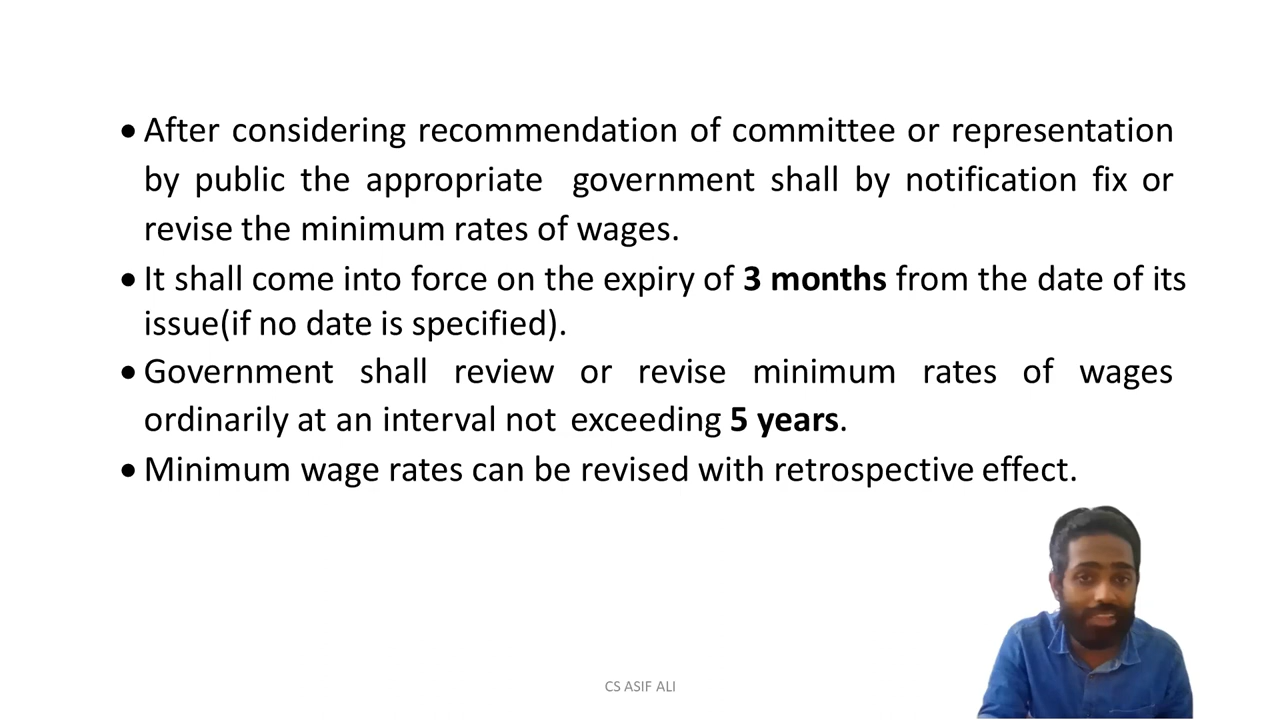 • After considering recommendation of committee or representation
by public the appropriate government shall by notification fix or
revise the minimum rates of wages.
• It shall come into force on the expiry of 3 months from the date of its
issue(if no date is specified).
• Government shall review or revise minimum rates of wages
ordinarily at an interval not exceeding 5 years.
• Minimum wage rates can be revised with retrospective effect.
CS ASIF ALI